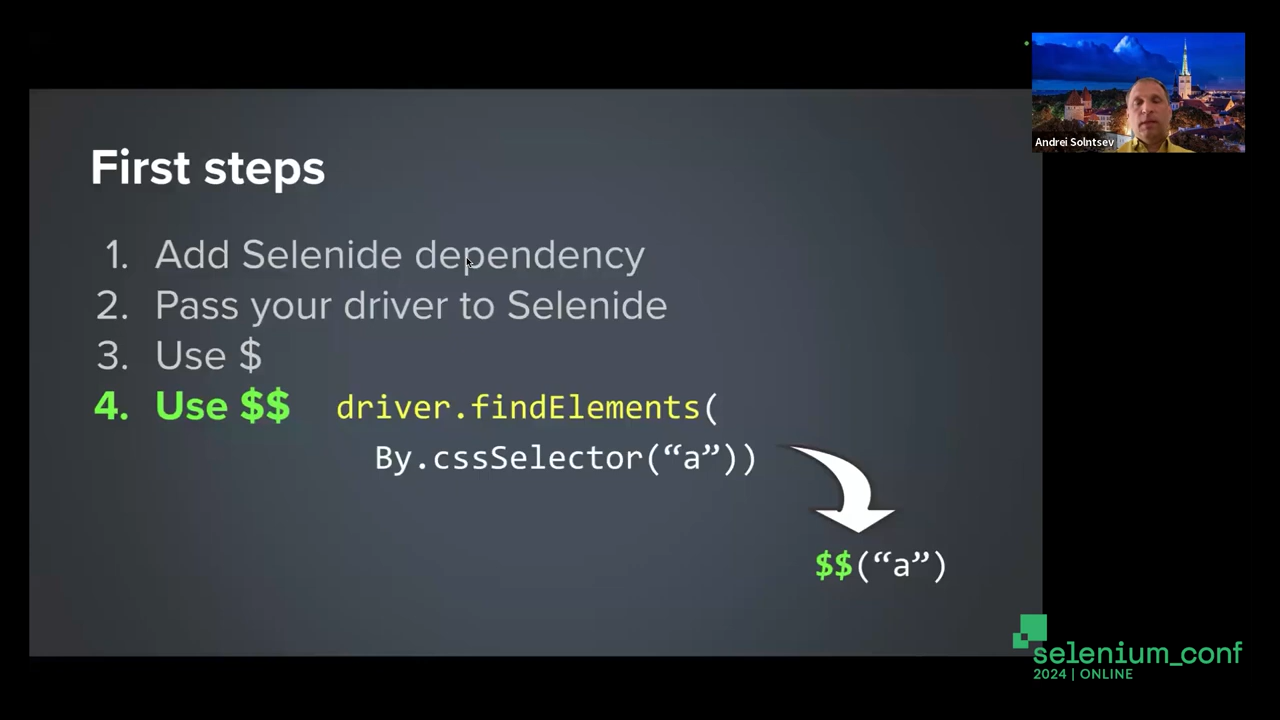 Andrei Solntsev
First steps
1. Add Selenide dependency
2. Pass your driver to Selenide
3. Use $
4. Use $$ driver.findElements(
By.cssSelector(“a”))
$$(“a”)
selenium_conf
2024 | ONLINE